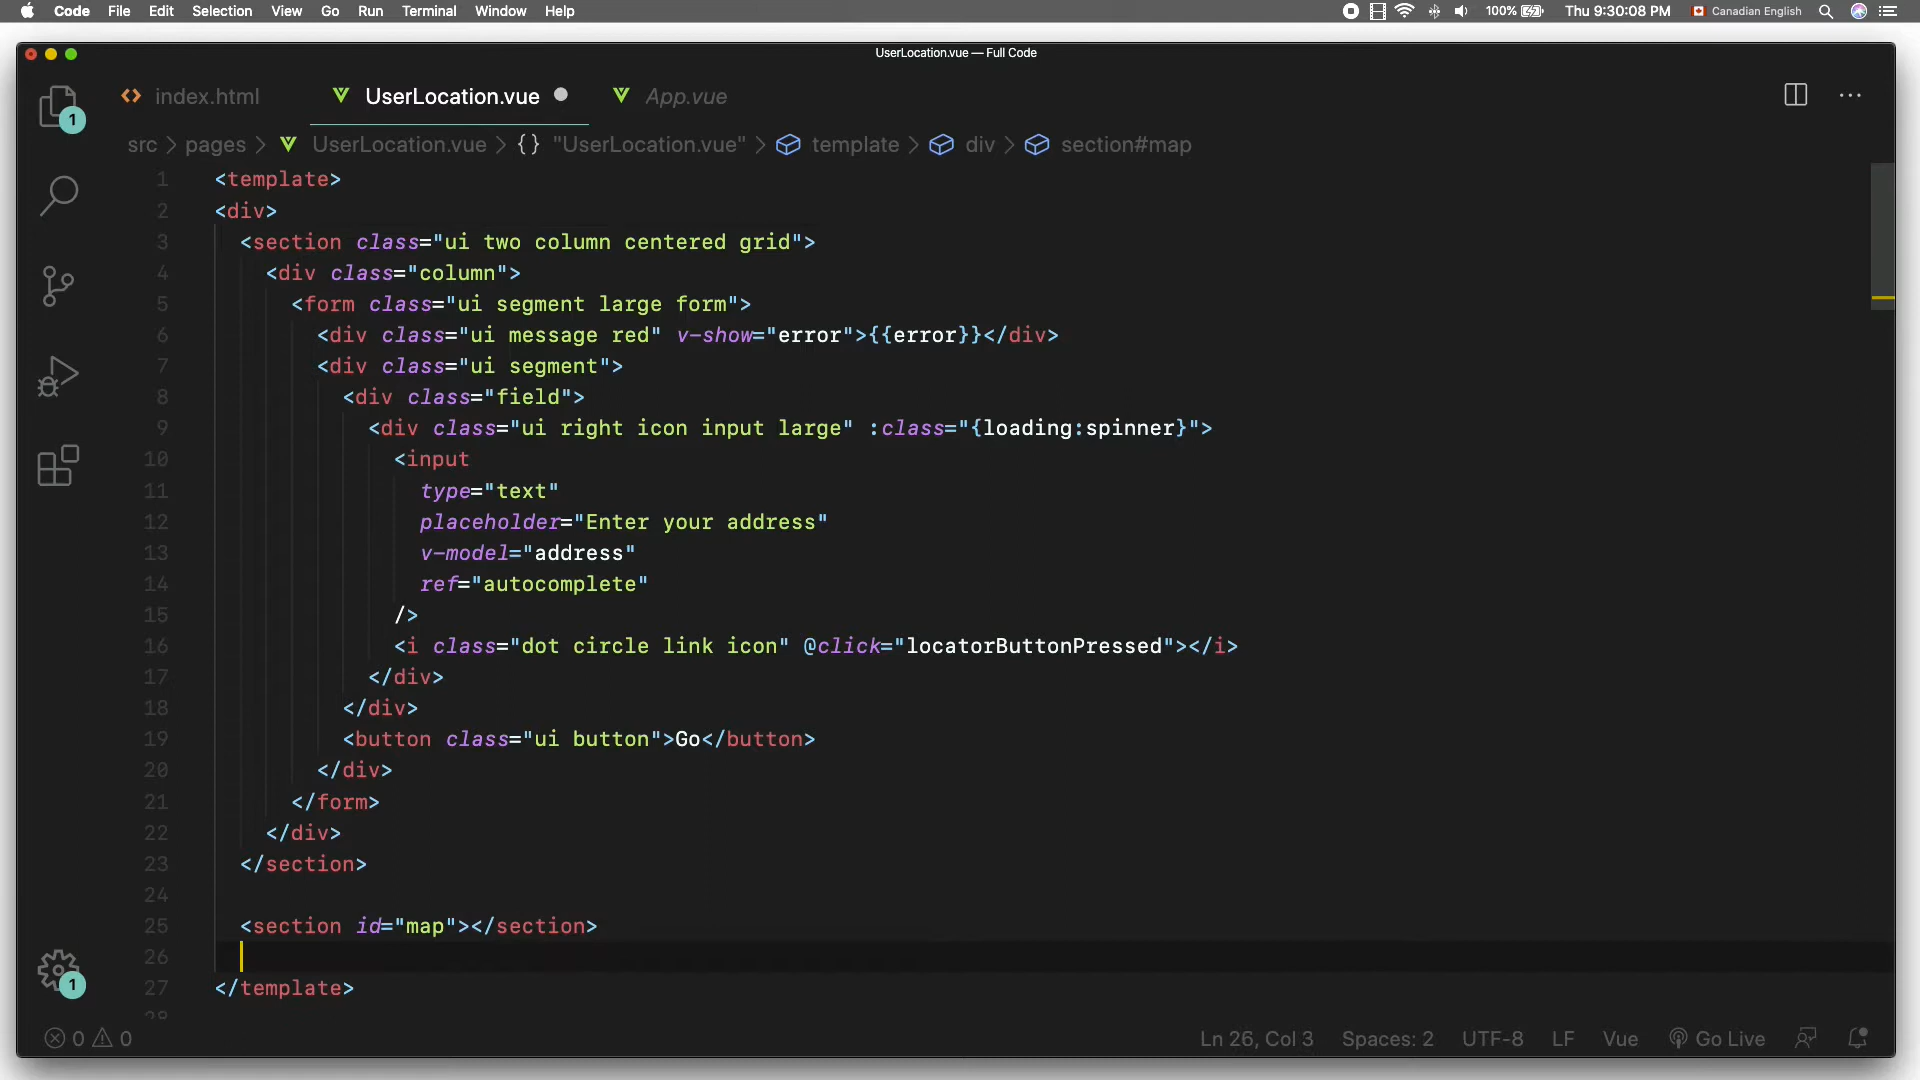 Code File Edit Selection View Go Run Terminal Window Help 100% Thu 9:30:08 PM Canadian English
UserLocation.vue — Full Code
index.html UserLocation.vue App.vue
1
src > pages > UserLocation.vue > {} "UserLocation.vue" > template > div > section#map
1 <template>
2 <div>
3 <section class="ui two column centered grid">
4 <div class="column">
5 <form class="ui segment large form">
6 <div class="ui message red" v-show="error">{{error}}</div>
7 <div class="ui segment">
8 <div class="field">
9 <div class="ui right icon input large" :class="{loading:spinner}">
10 <input
11 type="text"
12 placeholder="Enter your address"
13 v-model="address"
14 ref="autocomplete"
15 />
16 <i class="dot circle link icon" @click="locatorButtonPressed"></i>
17 </div>
18 </div>
19 <button class="ui button">Go</button>
20 </div>
21 </form>
22 </div>
23 </section>
24
25 <section id="map"></section>
26
27 </template>
28
1
0 0 Ln 26, Col 3 Spaces: 2 UTF-8 LF Vue Go Live